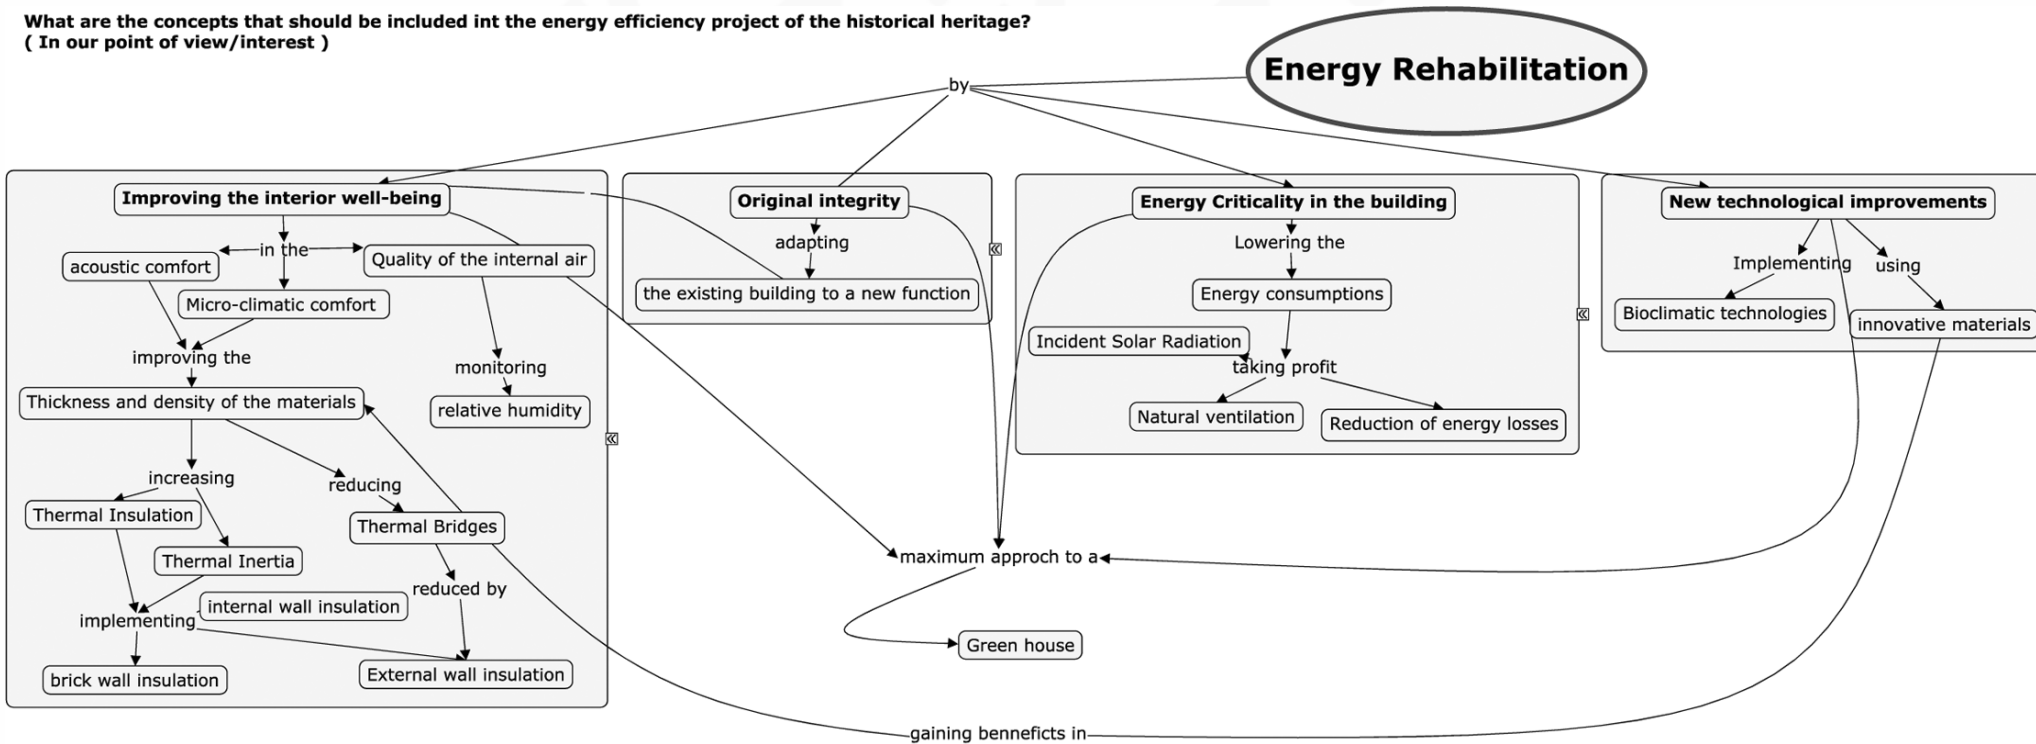 What are the concepts that should be included int the energy efficiency project of the historical heritage?
( In our point of view/interest )
Energy Rehabilitation
by
Improving the interior well-being
in the
acoustic comfort
Quality of the internal air
Micro-climatic comfort
improving the
monitoring
Thickness and density of the materials
relative humidity
increasing
reducing
Thermal Insulation
Thermal Bridges
Thermal Inertia
reduced by
internal wall insulation
implementing
External wall insulation
brick wall insulation
Original integrity
adapting
the existing building to a new function
Energy Criticality in the building
Lowering the
Energy consumptions
Incident Solar Radiation
taking profit
Natural ventilation
Reduction of energy losses
New technological improvements
Implementing
using
Bioclimatic technologies
innovative materials
maximum approch to a
Green house
gaining benneficts in